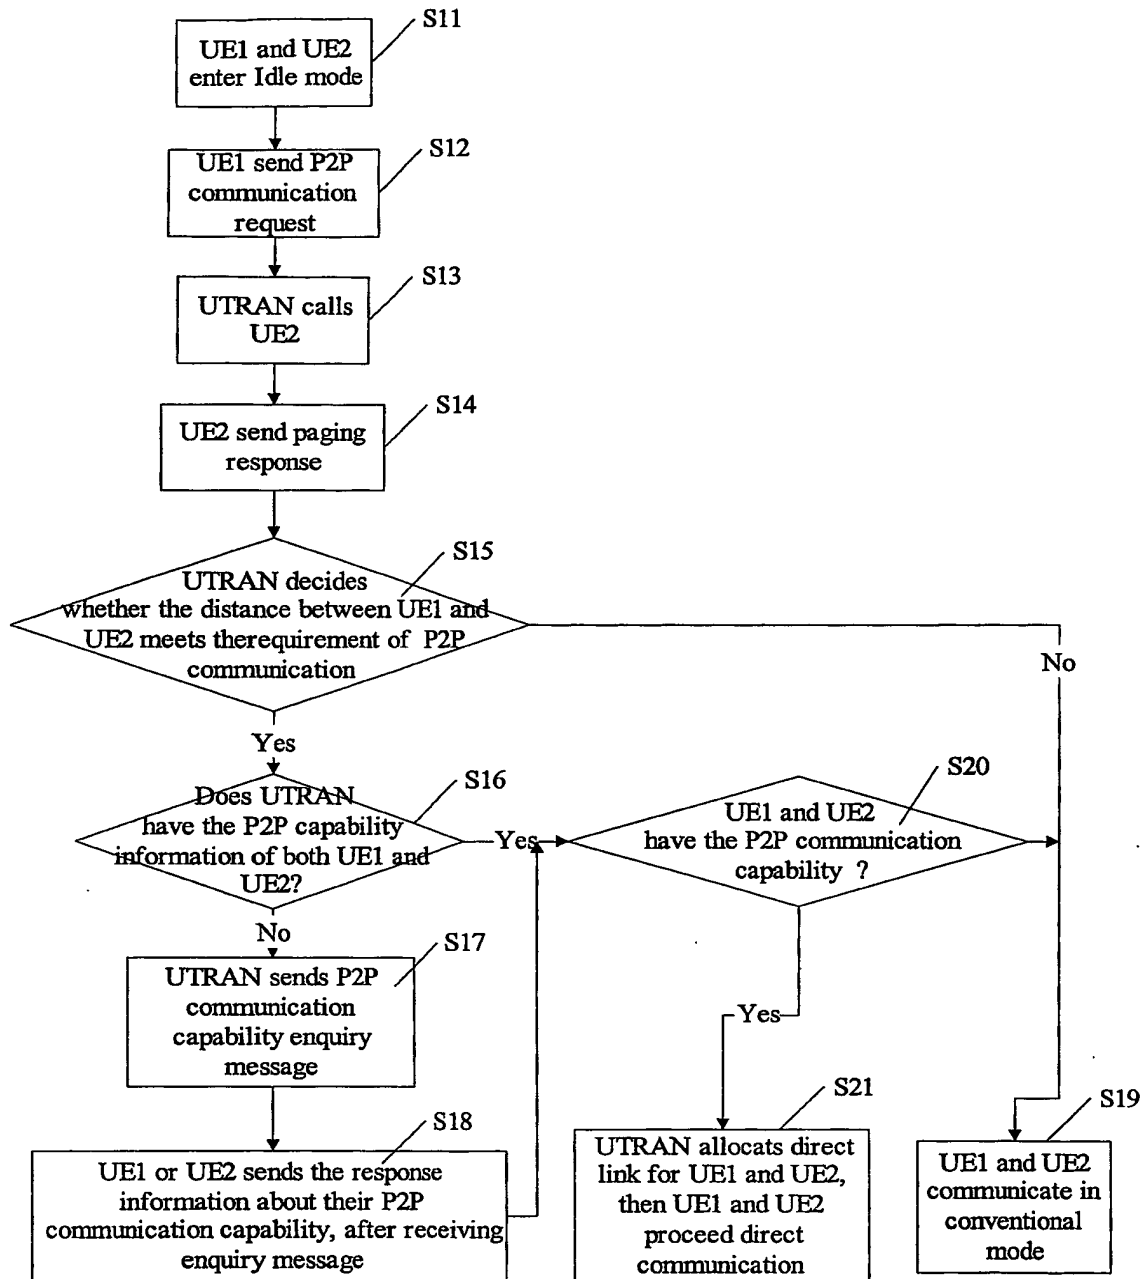 S11
UE1 and UE2
enter Idle mode
S12
UE1 send P2P
communication
request
S13
UTRAN calls
UE2
S14
UE2 send paging
response
S15
UTRAN decides
whether the distance between UE1 and
UE2 meets therequirement of P2P
communication
No
Yes
S16
Does UTRAN
have the P2P capability
information of both UE1 and
UE2?
Yes
S20
UE1 and UE2
have the P2P communication
capability ?
No
S17
UTRAN sends P2P
communication
capability enquiry
message
Yes
S18
UE1 or UE2 sends the response
information about their P2P
communication capability, after receiving
enquiry message
S21
UTRAN allocats direct
link for UE1 and UE2,
then UE1 and UE2
proceed direct
communication
S19
UE1 and UE2
communicate in
conventional
mode